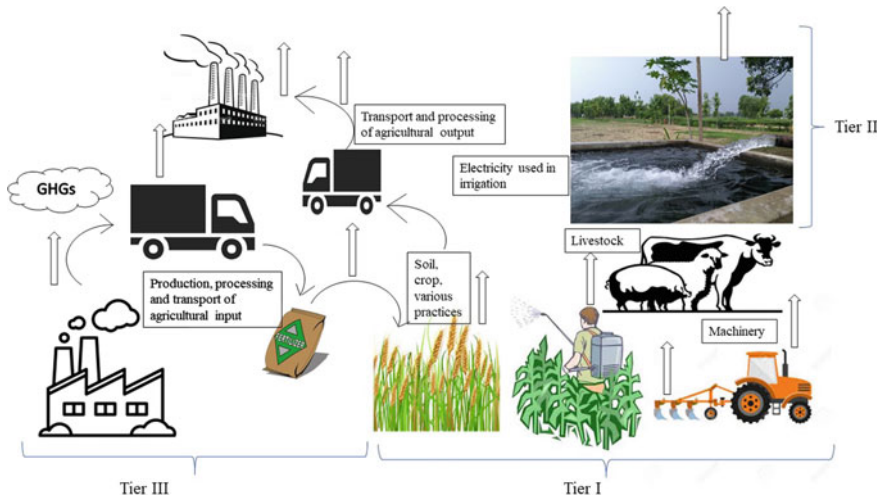 Transport and processing
of agricultural output
Tier II
Electricity used in
irrigation
GHGs
Livestock
Soil,
crop,
various
practices
Production, processing
and transport of
agricultural input
FERTILIZER
Machinery
Tier III
Tier I